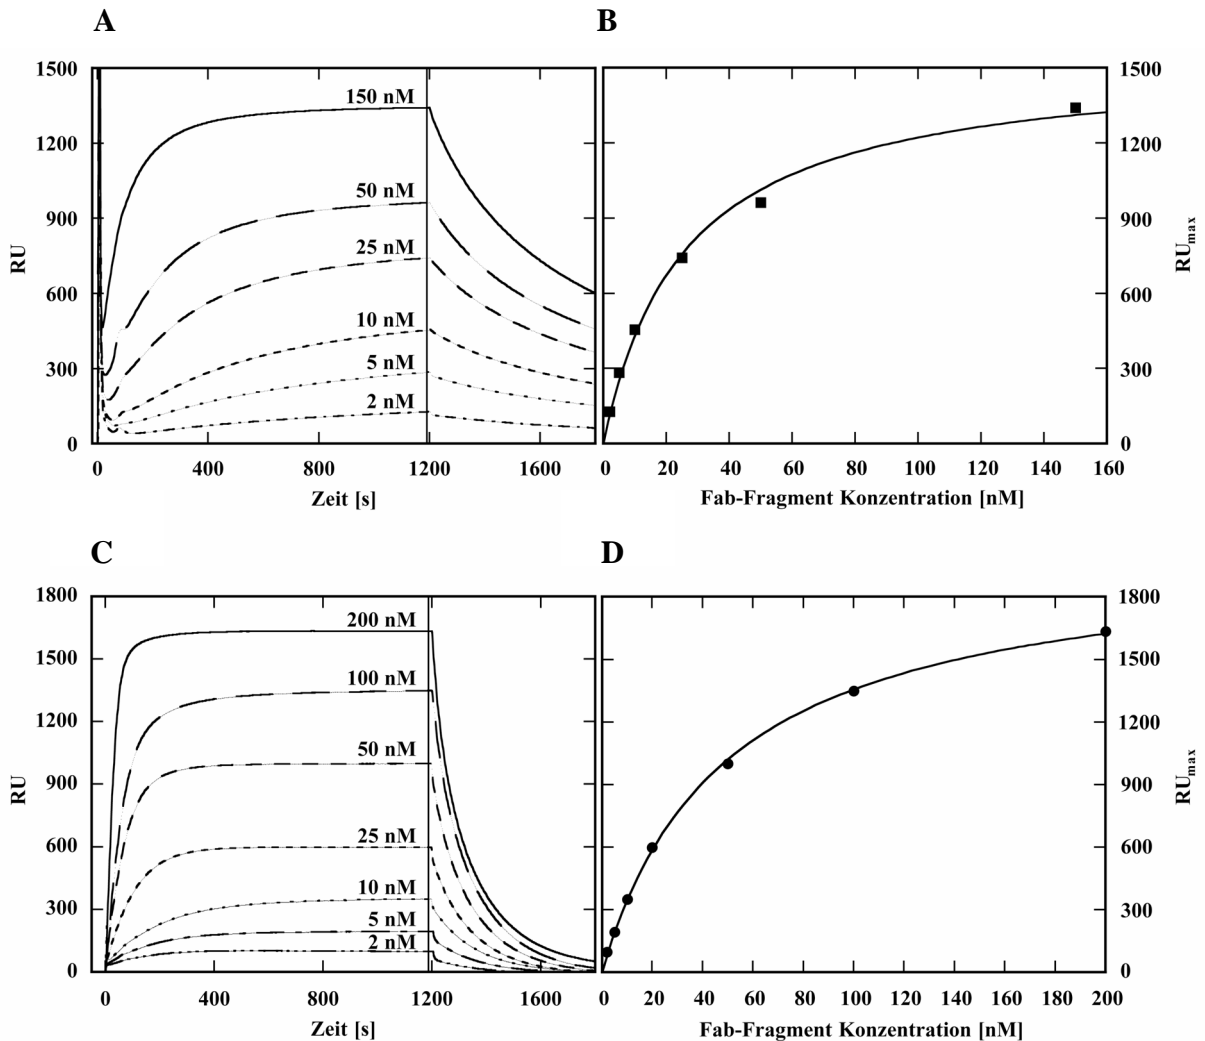 A
B
1500
1200
900
600
300
0
RU
150 nM
50 nM
25 nM
10 nM
5 nM
2 nM
0 400 800 1200 1600
Zeit [s]
1500
1200
900
600
300
0
RUmax
0 20 40 60 80 100 120 140 160
Fab-Fragment Konzentration [nM]
C
D
1800
1500
1200
900
600
300
0
RU
200 nM
100 nM
50 nM
25 nM
10 nM
5 nM
2 nM
0 400 800 1200 1600
Zeit [s]
1800
1500
1200
900
600
300
0
RUmax
0 20 40 60 80 100 120 140 160 180 200
Fab-Fragment Konzentration [nM]